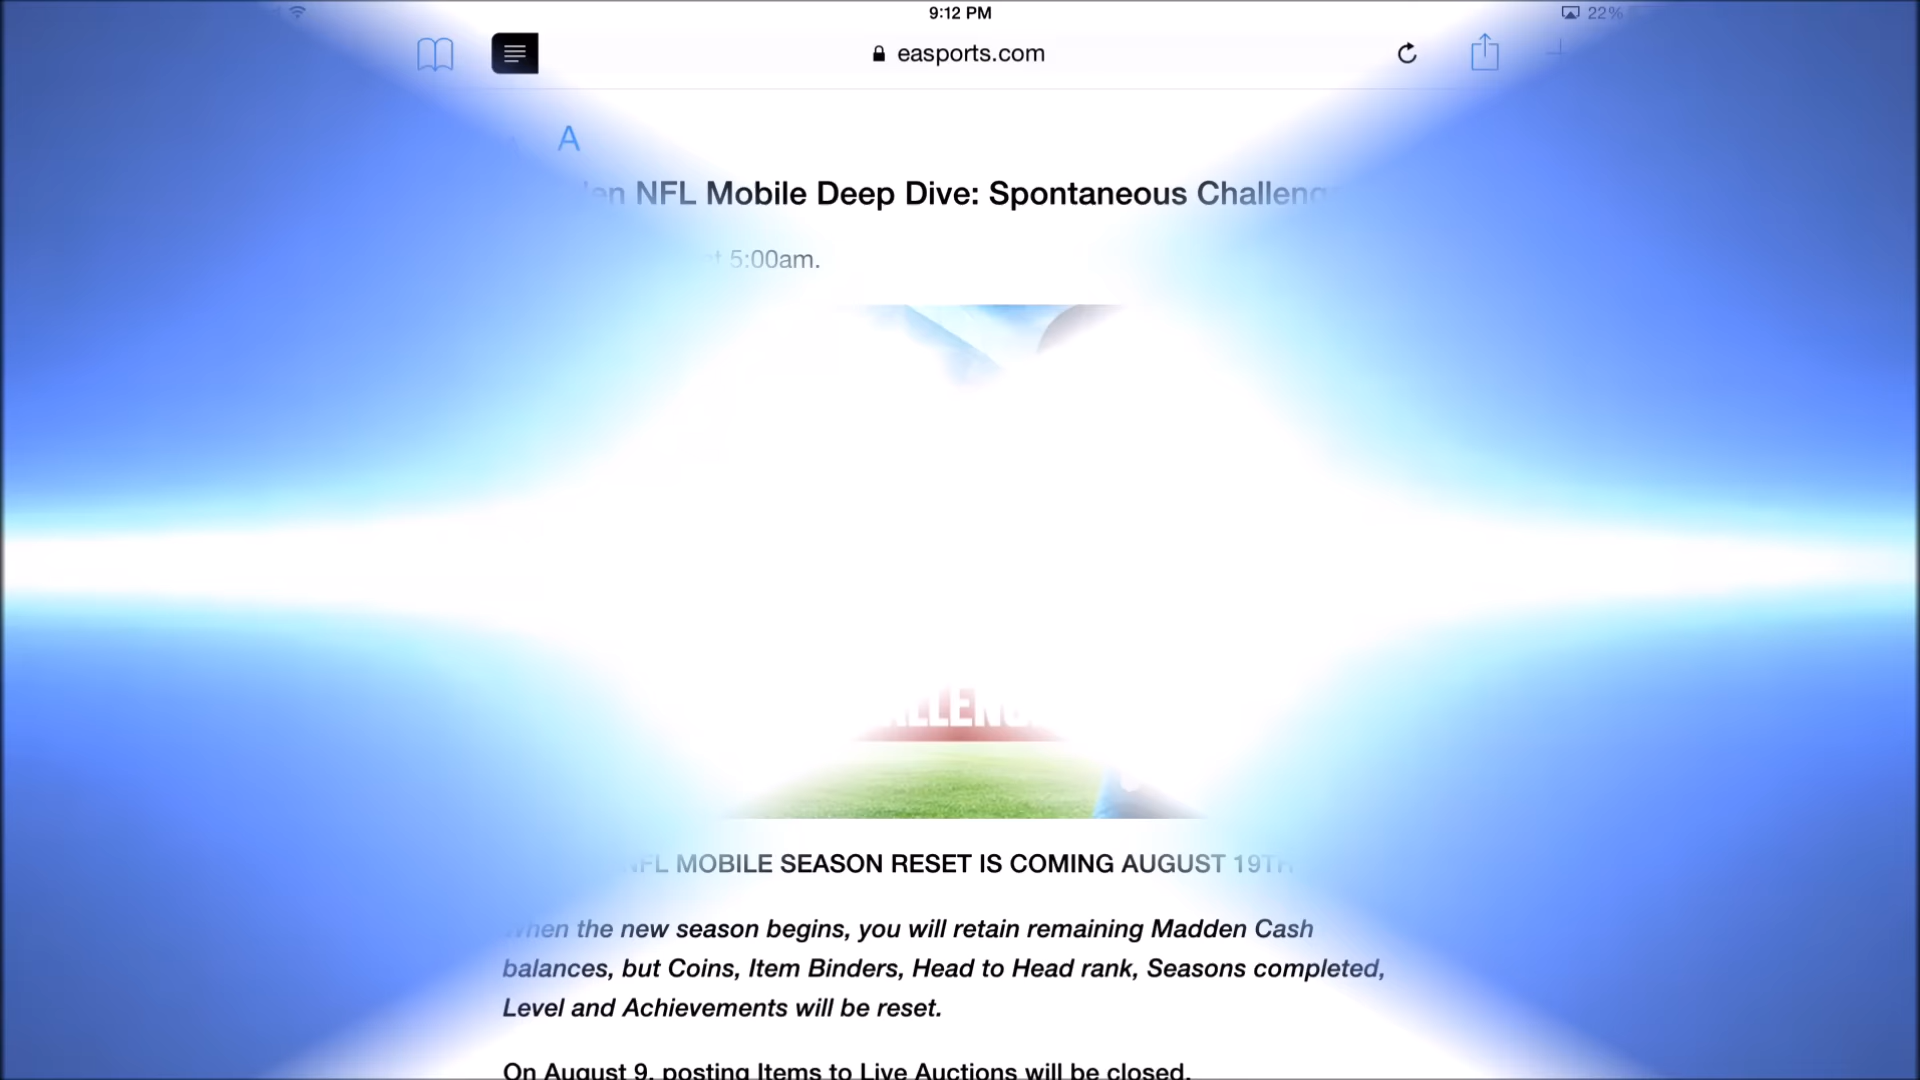 9:12 PM 22%
easports.com
A
NFL Mobile Deep Dive: Spontaneous
5:00am.
MOBILE SEASON RESET IS COMING AUGUST 19TH
When the new season begins, you will retain remaining Madden Cash
balances, but Coins, Item Binders, Head to Head rank, Seasons completed,
Level and Achievements will be reset.
On August 9, posting Items to Live Auctions will be closed.